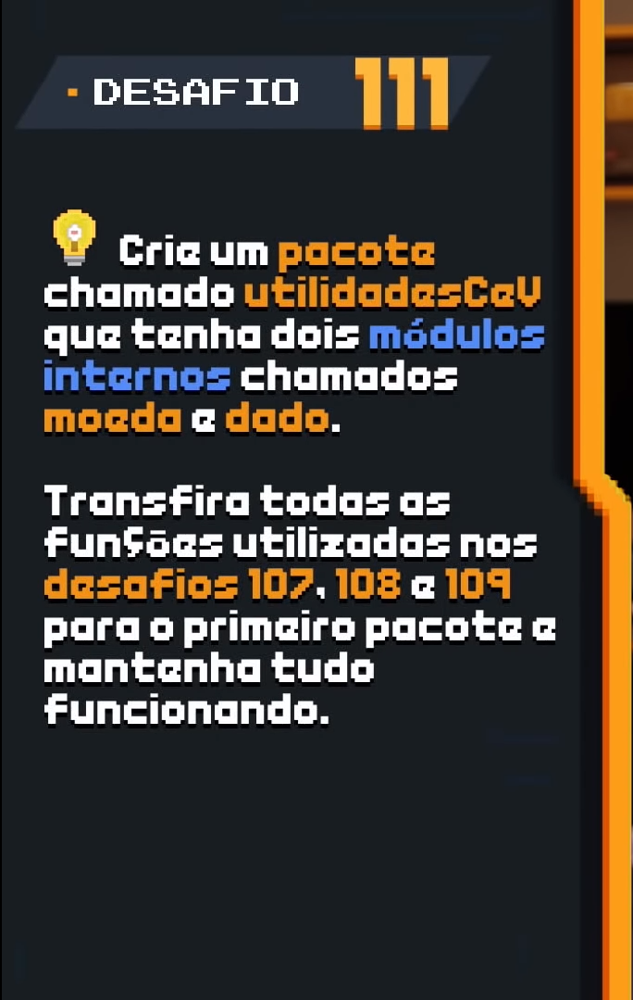 DESAFIO 111
Crie um pacote
chamado utilidadesCeV
que tenha dois módulos
internos chamados
moeda e dado.
Transfira todas as
funções utilizadas nos
desafios 107, 108 e 109
para o primeiro pacote e
mantenha tudo
funcionando.